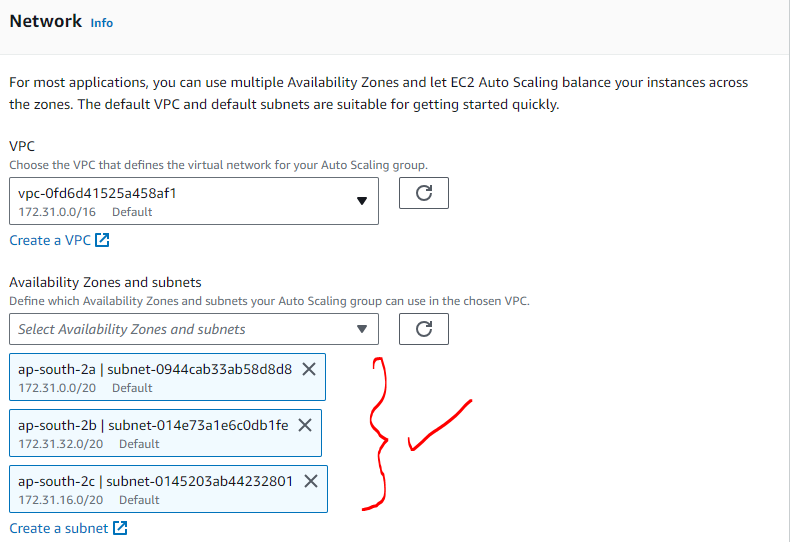 Network Info
For most applications, you can use multiple Availability Zones and let EC2 Auto Scaling balance your instances across
the zones. The default VPC and default subnets are suitable for getting started quickly.
VPC
Choose the VPC that defines the virtual network for your Auto Scaling group.
vpc-0fd6d41525a458af1
172.31.0.0/16 Default
Create a VPC
Availability Zones and subnets
Define which Availability Zones and subnets your Auto Scaling group can use in the chosen VPC.
Select Availability Zones and subnets
ap-south-2a | subnet-0944cab33ab58d8d8
172.31.0.0/20 Default
ap-south-2b | subnet-014e73a1e6c0db1fe
172.31.32.0/20 Default
ap-south-2c | subnet-0145203ab44232801
172.31.16.0/20 Default
Create a subnet